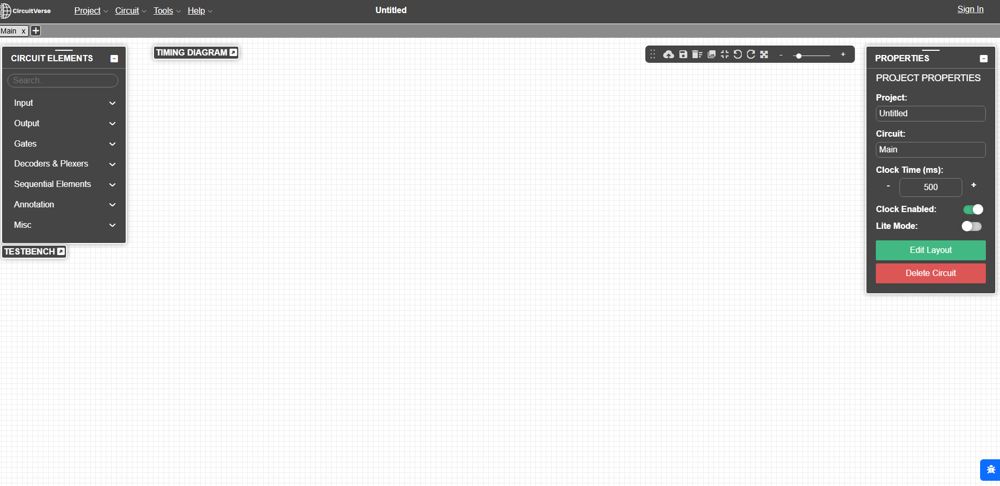 CircuitVerse
Project Circuit Tools Help
Untitled
Sign In
Main x
CIRCUIT ELEMENTS
Search..
Input
Output
Gates
Decoders & Plexers
Sequential Elements
Annotation
Misc
TESTBENCH
TIMING DIAGRAM
- +
PROPERTIES
PROJECT PROPERTIES
Project:
Untitled
Circuit:
Main
Clock Time (ms):
- 500 +
Clock Enabled:
Lite Mode:
Edit Layout
Delete Circuit